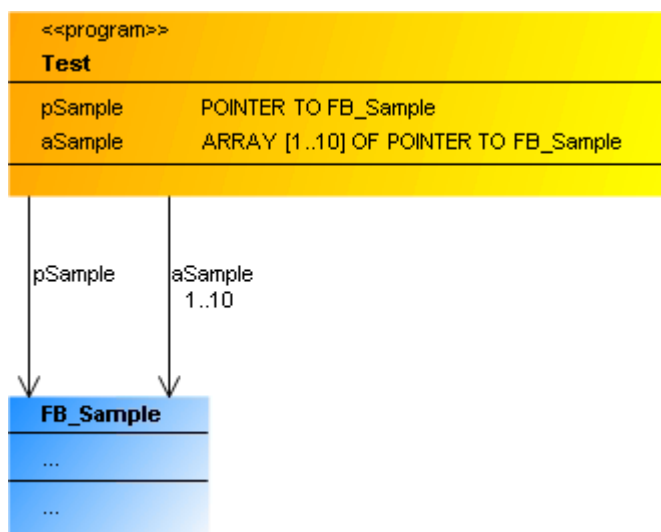 <<program>>
Test
pSample POINTER TO FB_Sample
aSample ARRAY [1..10] OF POINTER TO FB_Sample
pSample aSample
1..10
FB_Sample
...
...